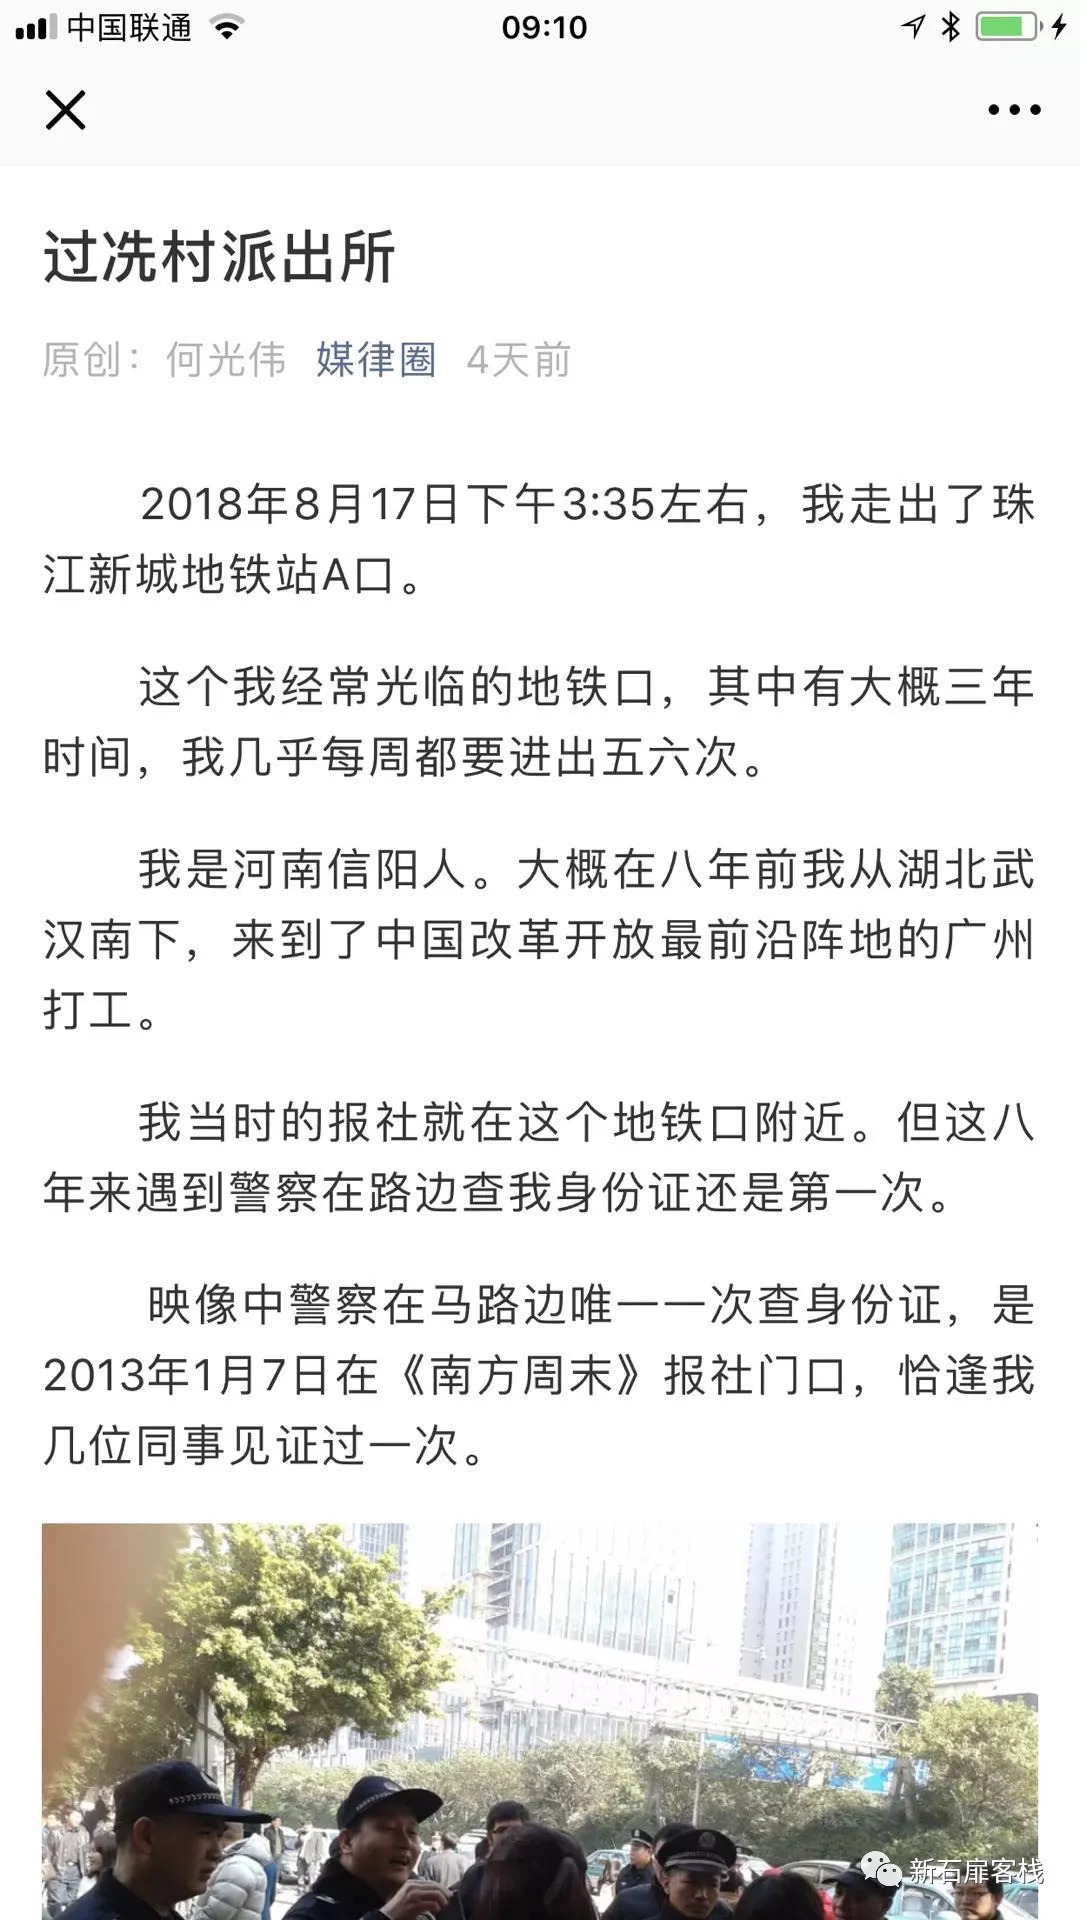 中国联通
09:10
过冼村派出所
原创：何光伟 媒律圈 4天前
2018年8月17日下午3:35左右，我走出了珠
江新城地铁站A口。
这个我经常光临的地铁口，其中有大概三年
时间，我几乎每周都要进出五六次。
我是河南信阳人。大概在八年前我从湖北武
汉南下，来到了中国改革开放最前沿阵地的广州
打工。
我当时的报社就在这个地铁口附近。但这八
年来遇到警察在路边查我身份证还是第一次。
映像中警察在马路边唯一一次查身份证，是
2013年1月7日在《南方周末》报社门口，恰逢我
几位同事见证过一次。
新石扉客栈